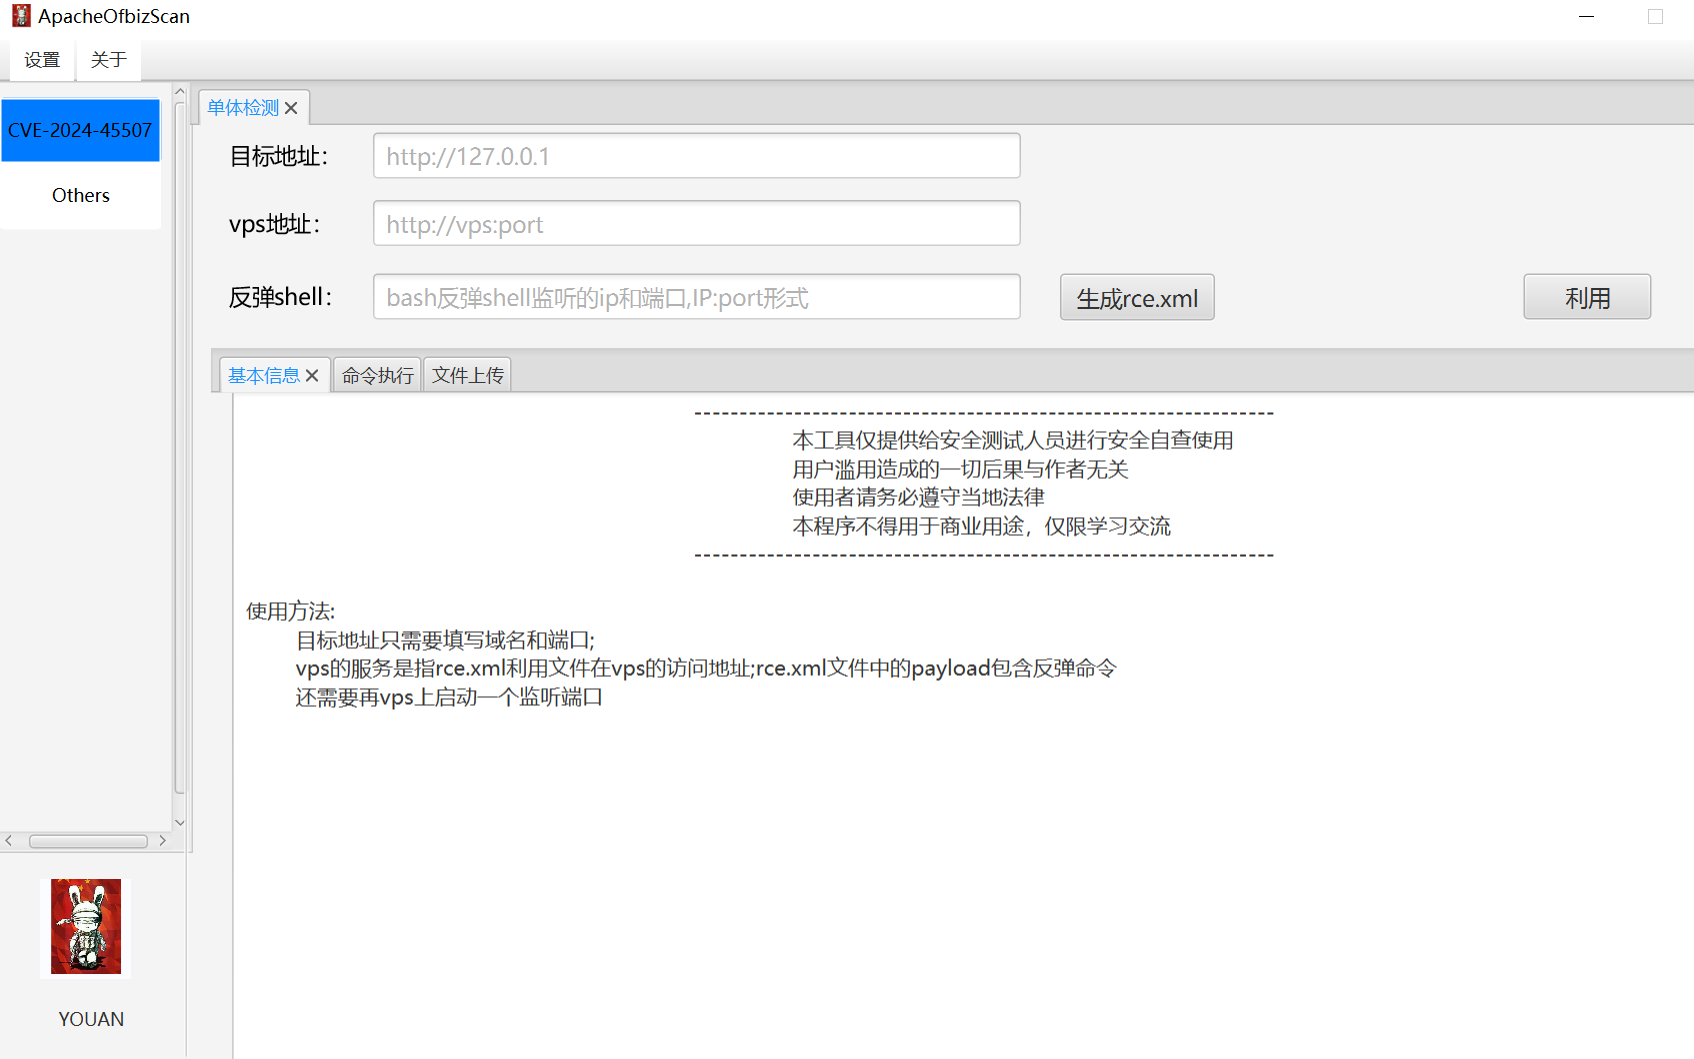 ApacheOfbizScan
设置 关于
CVE-2024-45507
Others
单体检测
目标地址: http://127.0.0.1
vps地址: http://vps:port
反弹shell: bash反弹shell监听的ip和端口,IP:port形式 生成rce.xml 利用
基本信息 命令执行 文件上传
----------------------------------------------------------------
本工具仅提供给安全测试人员进行安全自查使用
用户滥用造成的一切后果与作者无关
使用者请务必遵守当地法律
本程序不得用于商业用途，仅限学习交流
----------------------------------------------------------------
使用方法:
目标地址只需要填写域名和端口;
vps的服务是指rce.xml利用文件在vps的访问地址;rce.xml文件中的payload包含反弹命令
还需要再vps上启动一个监听端口
YOUAN